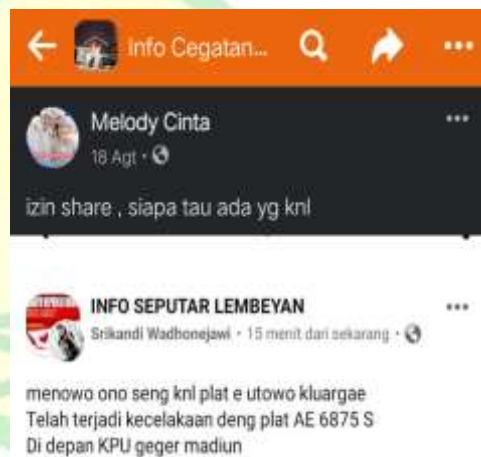 Info Cegatan...
Melody Cinta
18 Agt
izin share , siapa tau ada yg knl
INFO SEPUTAR LEMBEYAN
Srikandi Wadhonejawi · 15 menit dari sekarang
menowo ono seng knl plat e utowo kluargae
Telah terjadi kecelakaan deng plat AE 6875 S
Di depan KPU geger madiun